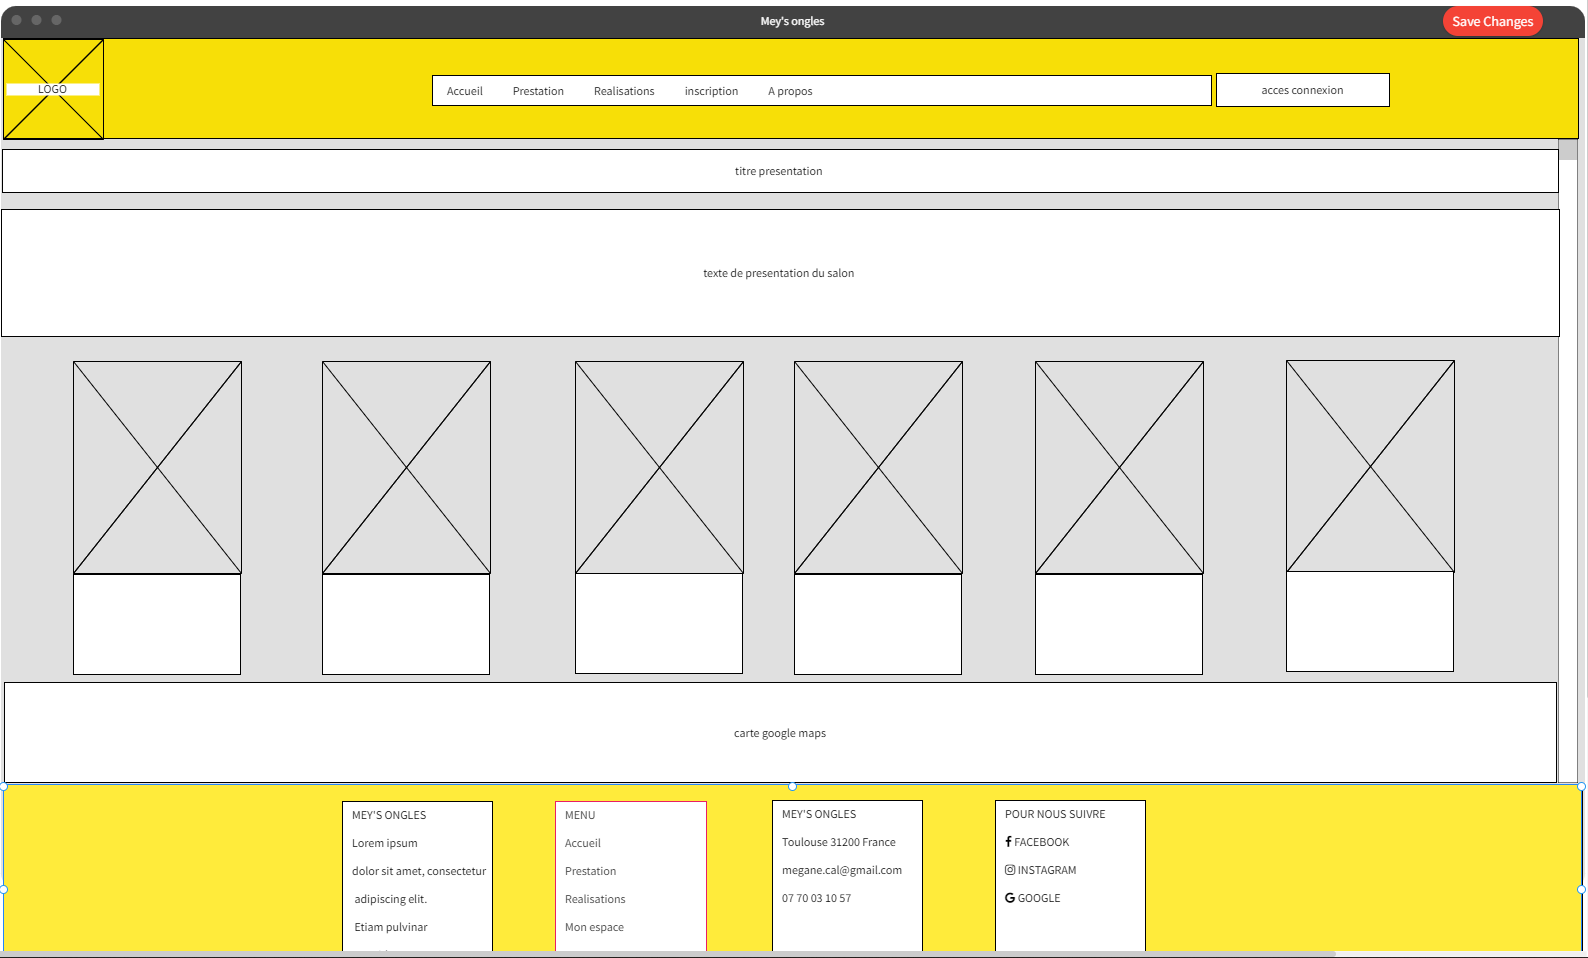 Mey's ongles
Save Changes
LOGO
Accueil Prestation Realisations inscription A propos
acces connexion
titre presentation
texte de presentation du salon
carte google maps
MEY'S ONGLES
Lorem ipsum
dolor sit amet, consectetur
adipiscing elit.
Etiam pulvinar
MENU
Accueil
Prestation
Realisations
Mon espace
MEY'S ONGLES
Toulouse 31200 France
megane.cal@gmail.com
07 70 03 10 57
POUR NOUS SUIVRE
FACEBOOK
INSTAGRAM
GOOGLE